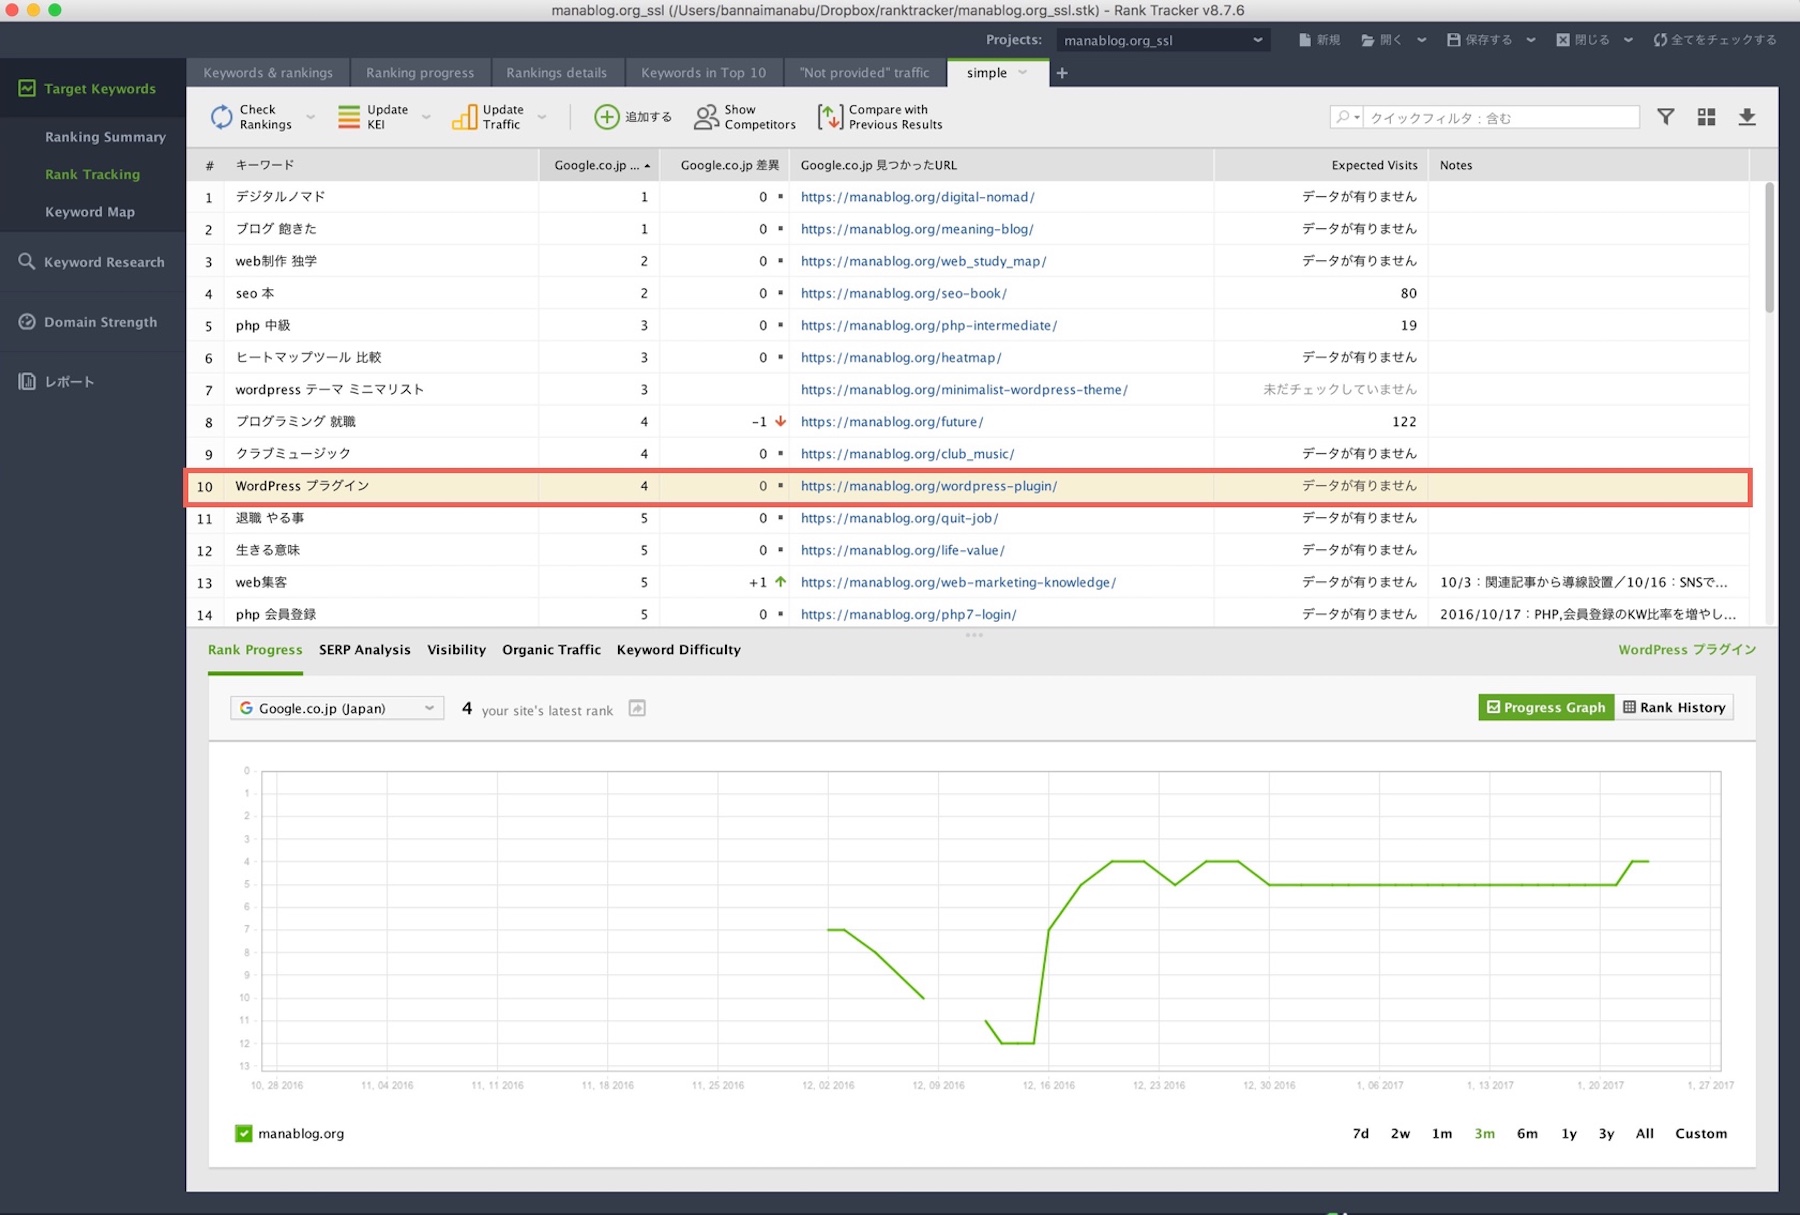 manablog.org_ssl (/Users/bannaimanabu/Dropbox/ranktracker/manablog.org_ssl.stk) - Rank Tracker v8.7.6
Projects: manablog.org_ssl 新規 開く 保存する 閉じる 全てをチェックする
Target Keywords
Ranking Summary
Rank Tracking
Keyword Map
Keyword Research
Domain Strength
レポート
Keywords & rankings Ranking progress Rankings details Keywords in Top 10 "Not provided" traffic simple +
Check Rankings Update KEI Update Traffic 追加する Show Competitors Compare with Previous Results クイックフィルタ：含む
# キーワード Google.co.jp ... Google.co.jp 差異 Google.co.jp 見つかったURL Expected Visits Notes
1 デジタルノマド 1 0 https://manablog.org/digital-nomad/ データが有りません
2 ブログ 飽きた 1 0 https://manablog.org/meaning-blog/ データが有りません
3 web制作 独学 2 0 https://manablog.org/web_study_map/ データが有りません
4 seo 本 2 0 https://manablog.org/seo-book/ 80
5 php 中級 3 0 https://manablog.org/php-intermediate/ 19
6 ヒートマップツール 比較 3 0 https://manablog.org/heatmap/ データが有りません
7 wordpress テーマ ミニマリスト 3 https://manablog.org/minimalist-wordpress-theme/ 未だチェックしていません
8 プログラミング 就職 4 -1 https://manablog.org/future/ 122
9 クラブミュージック 4 0 https://manablog.org/club_music/ データが有りません
10 WordPress プラグイン 4 0 https://manablog.org/wordpress-plugin/ データが有りません
11 退職 やる事 5 0 https://manablog.org/quit-job/ データが有りません
12 生きる意味 5 0 https://manablog.org/life-value/ データが有りません
13 web集客 5 +1 https://manablog.org/web-marketing-knowledge/ データが有りません 10/3：関連記事から導線設置／10/16：SNSで...
14 php 会員登録 5 0 https://manablog.org/php7-login/ データが有りません 2016/10/17：PHP,会員登録のKW比率を増やし...
Rank Progress SERP Analysis Visibility Organic Traffic Keyword Difficulty WordPress プラグイン
Google.co.jp (Japan) 4 your site's latest rank Progress Graph Rank History
0
1
2
3
4
5
6
7
8
9
10
11
12
13
10, 28 2016 11, 04 2016 11, 11 2016 11, 18 2016 11, 25 2016 12, 02 2016 12, 09 2016 12, 16 2016 12, 23 2016 12, 30 2016 1, 06 2017 1, 13 2017 1, 20 2017 1, 27 2017
manablog.org 7d 2w 1m 3m 6m 1y 3y All Custom